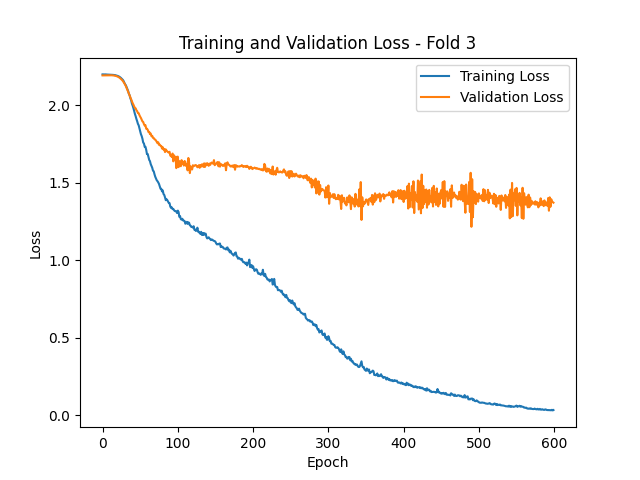 Training and Validation Loss - Fold 3
Training Loss
Validation Loss
Loss
2.0
1.5
1.0
0.5
0.0
0 100 200 300 400 500 600
Epoch